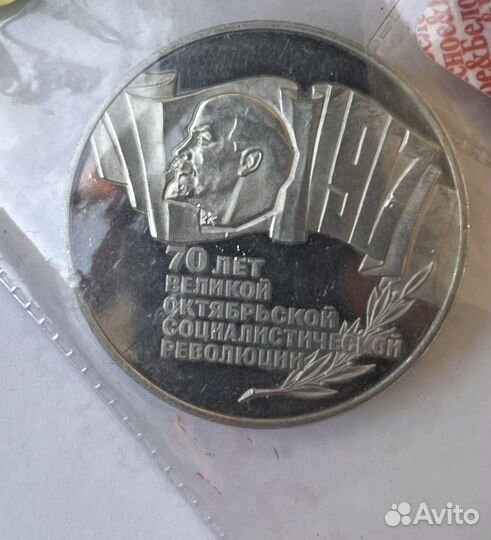 1917
70 ЛЕТ
ВЕЛИКОЙ
ОКТЯБРЬСКОЙ
СОЦИАЛИСТИЧЕСКОЙ
РЕВОЛЮЦИИ
Avito